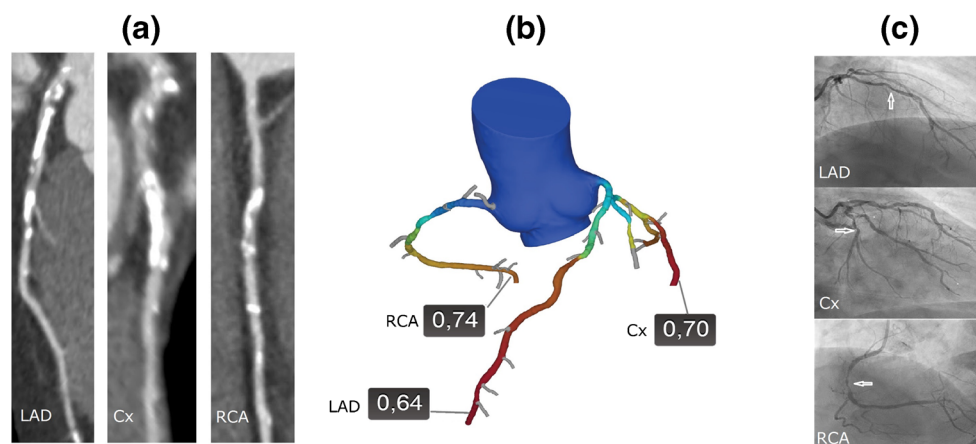 (a)
(b)
(c)
LAD
Cx
RCA
RCA 0,74
Cx 0,70
LAD 0,64
LAD
Cx
RCA